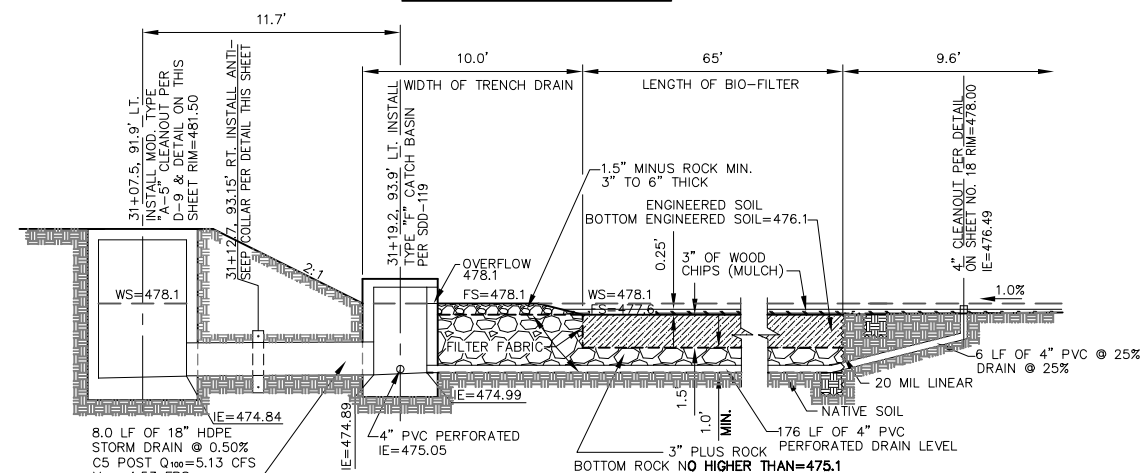 11.7'
10.0'
65'
9.6'
WIDTH OF TRENCH DRAIN
LENGTH OF BIO-FILTER
31+07.5, 91.9' LT.
INSTALL MOD. TYPE
"A-5" CLEANOUT PER
D-9 & DETAIL ON THIS
SHEET RIM=481.50
31+12.7, 93.15' RT. INSTALL ANTI-
SEEP COLLAR PER DETAIL THIS SHEET
31+19.2, 93.9' LT. INSTALL
TYPE "F" CATCH BASIN
PER SDD-119
1.5" MINUS ROCK MIN.
3" TO 6" THICK
ENGINEERED SOIL
BOTTOM ENGINEERED SOIL=476.1
4" CLEANOUT PER DETAIL
ON SHEET NO. 18 RIM=478.00
IE=476.49
2:1
OVERFLOW
478.1
0.25'
3" OF WOOD
CHIPS (MULCH)
1.0%
WS=478.1
FS=478.1
WS=478.1
FS=477.6
FILTER FABRIC
6 LF OF 4" PVC
DRAIN @ 25%
20 MIL LINEAR
NATIVE SOIL
1.5'
1.0'
MIN.
IE=474.84
IE=474.89
IE=474.99
4" PVC PERFORATED
IE=475.05
176 LF OF 4" PVC
PERFORATED DRAIN LEVEL
3" PLUS ROCK
BOTTOM ROCK NO HIGHER THAN=475.1
8.0 LF OF 18" HDPE
STORM DRAIN @ 0.50%
C5 POST Q100=5.13 CFS